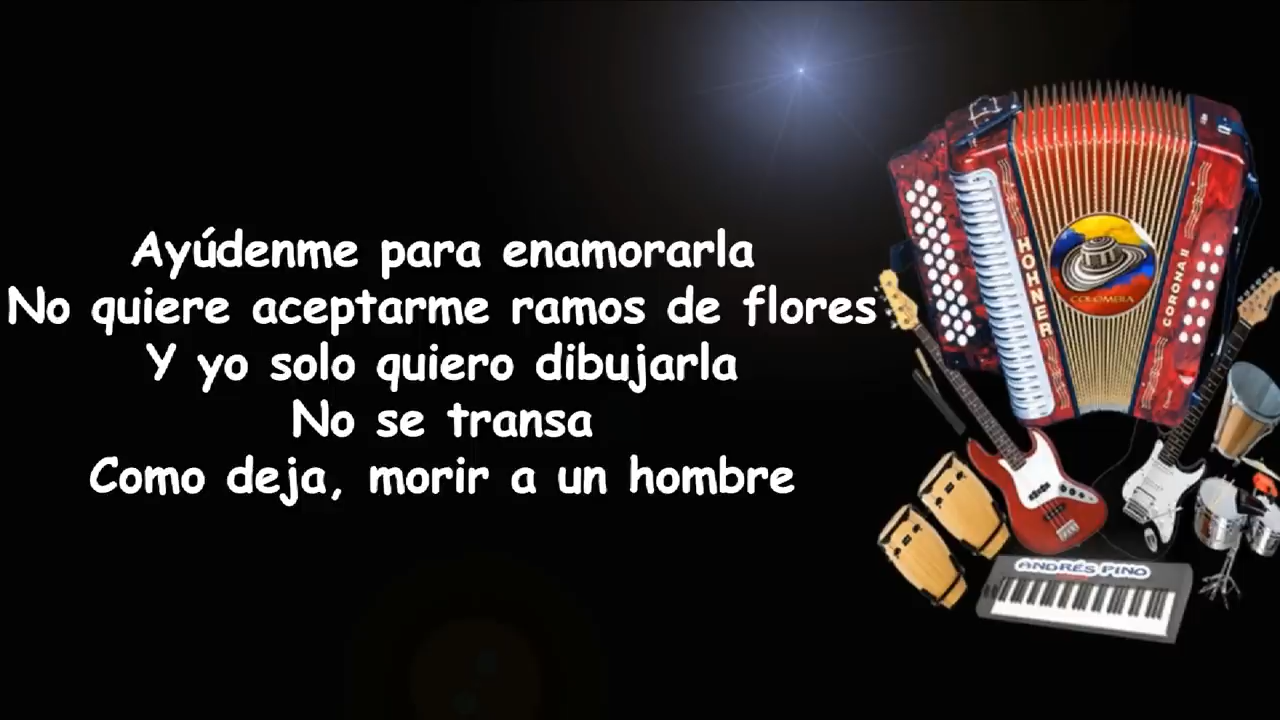 Ayúdenme para enamorarla
No quiere aceptarme ramos de flores
Y yo solo quiero dibujarla
No se transa
Como deja, morir a un hombre
HOHNER
COLOMBIA
CORONA II
ANDRÉS PINO